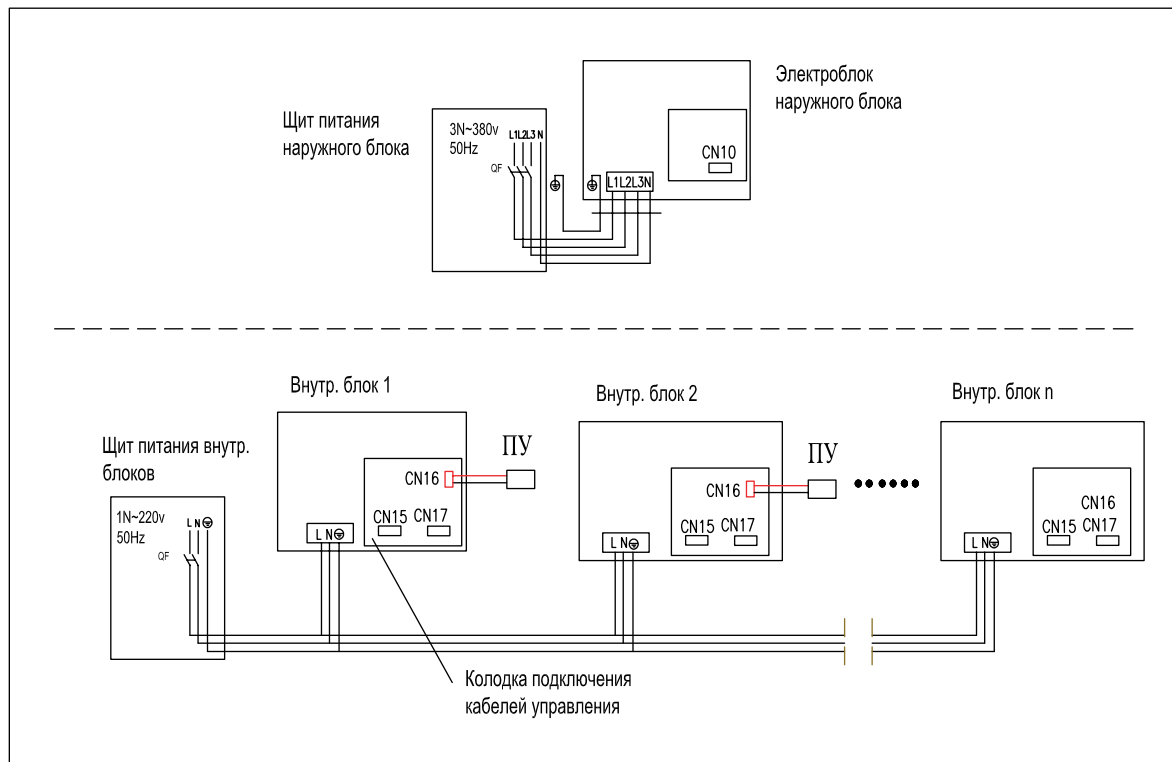 Электроблок
наружного блока
Щит питания
наружного блока
3N~380v
50Hz
L1L2L3 N
QF
CN10
L1L2L3N
Внутр. блок 1
Внутр. блок 2
Внутр. блок n
Щит питания внутр.
блоков
ПУ
CN16
CN15 CN17
L N
ПУ
CN16
CN15 CN17
L N
CN16
CN15 CN17
L N
1N~220v
50Hz
L N
QF
Колодка подключения
кабелей управления